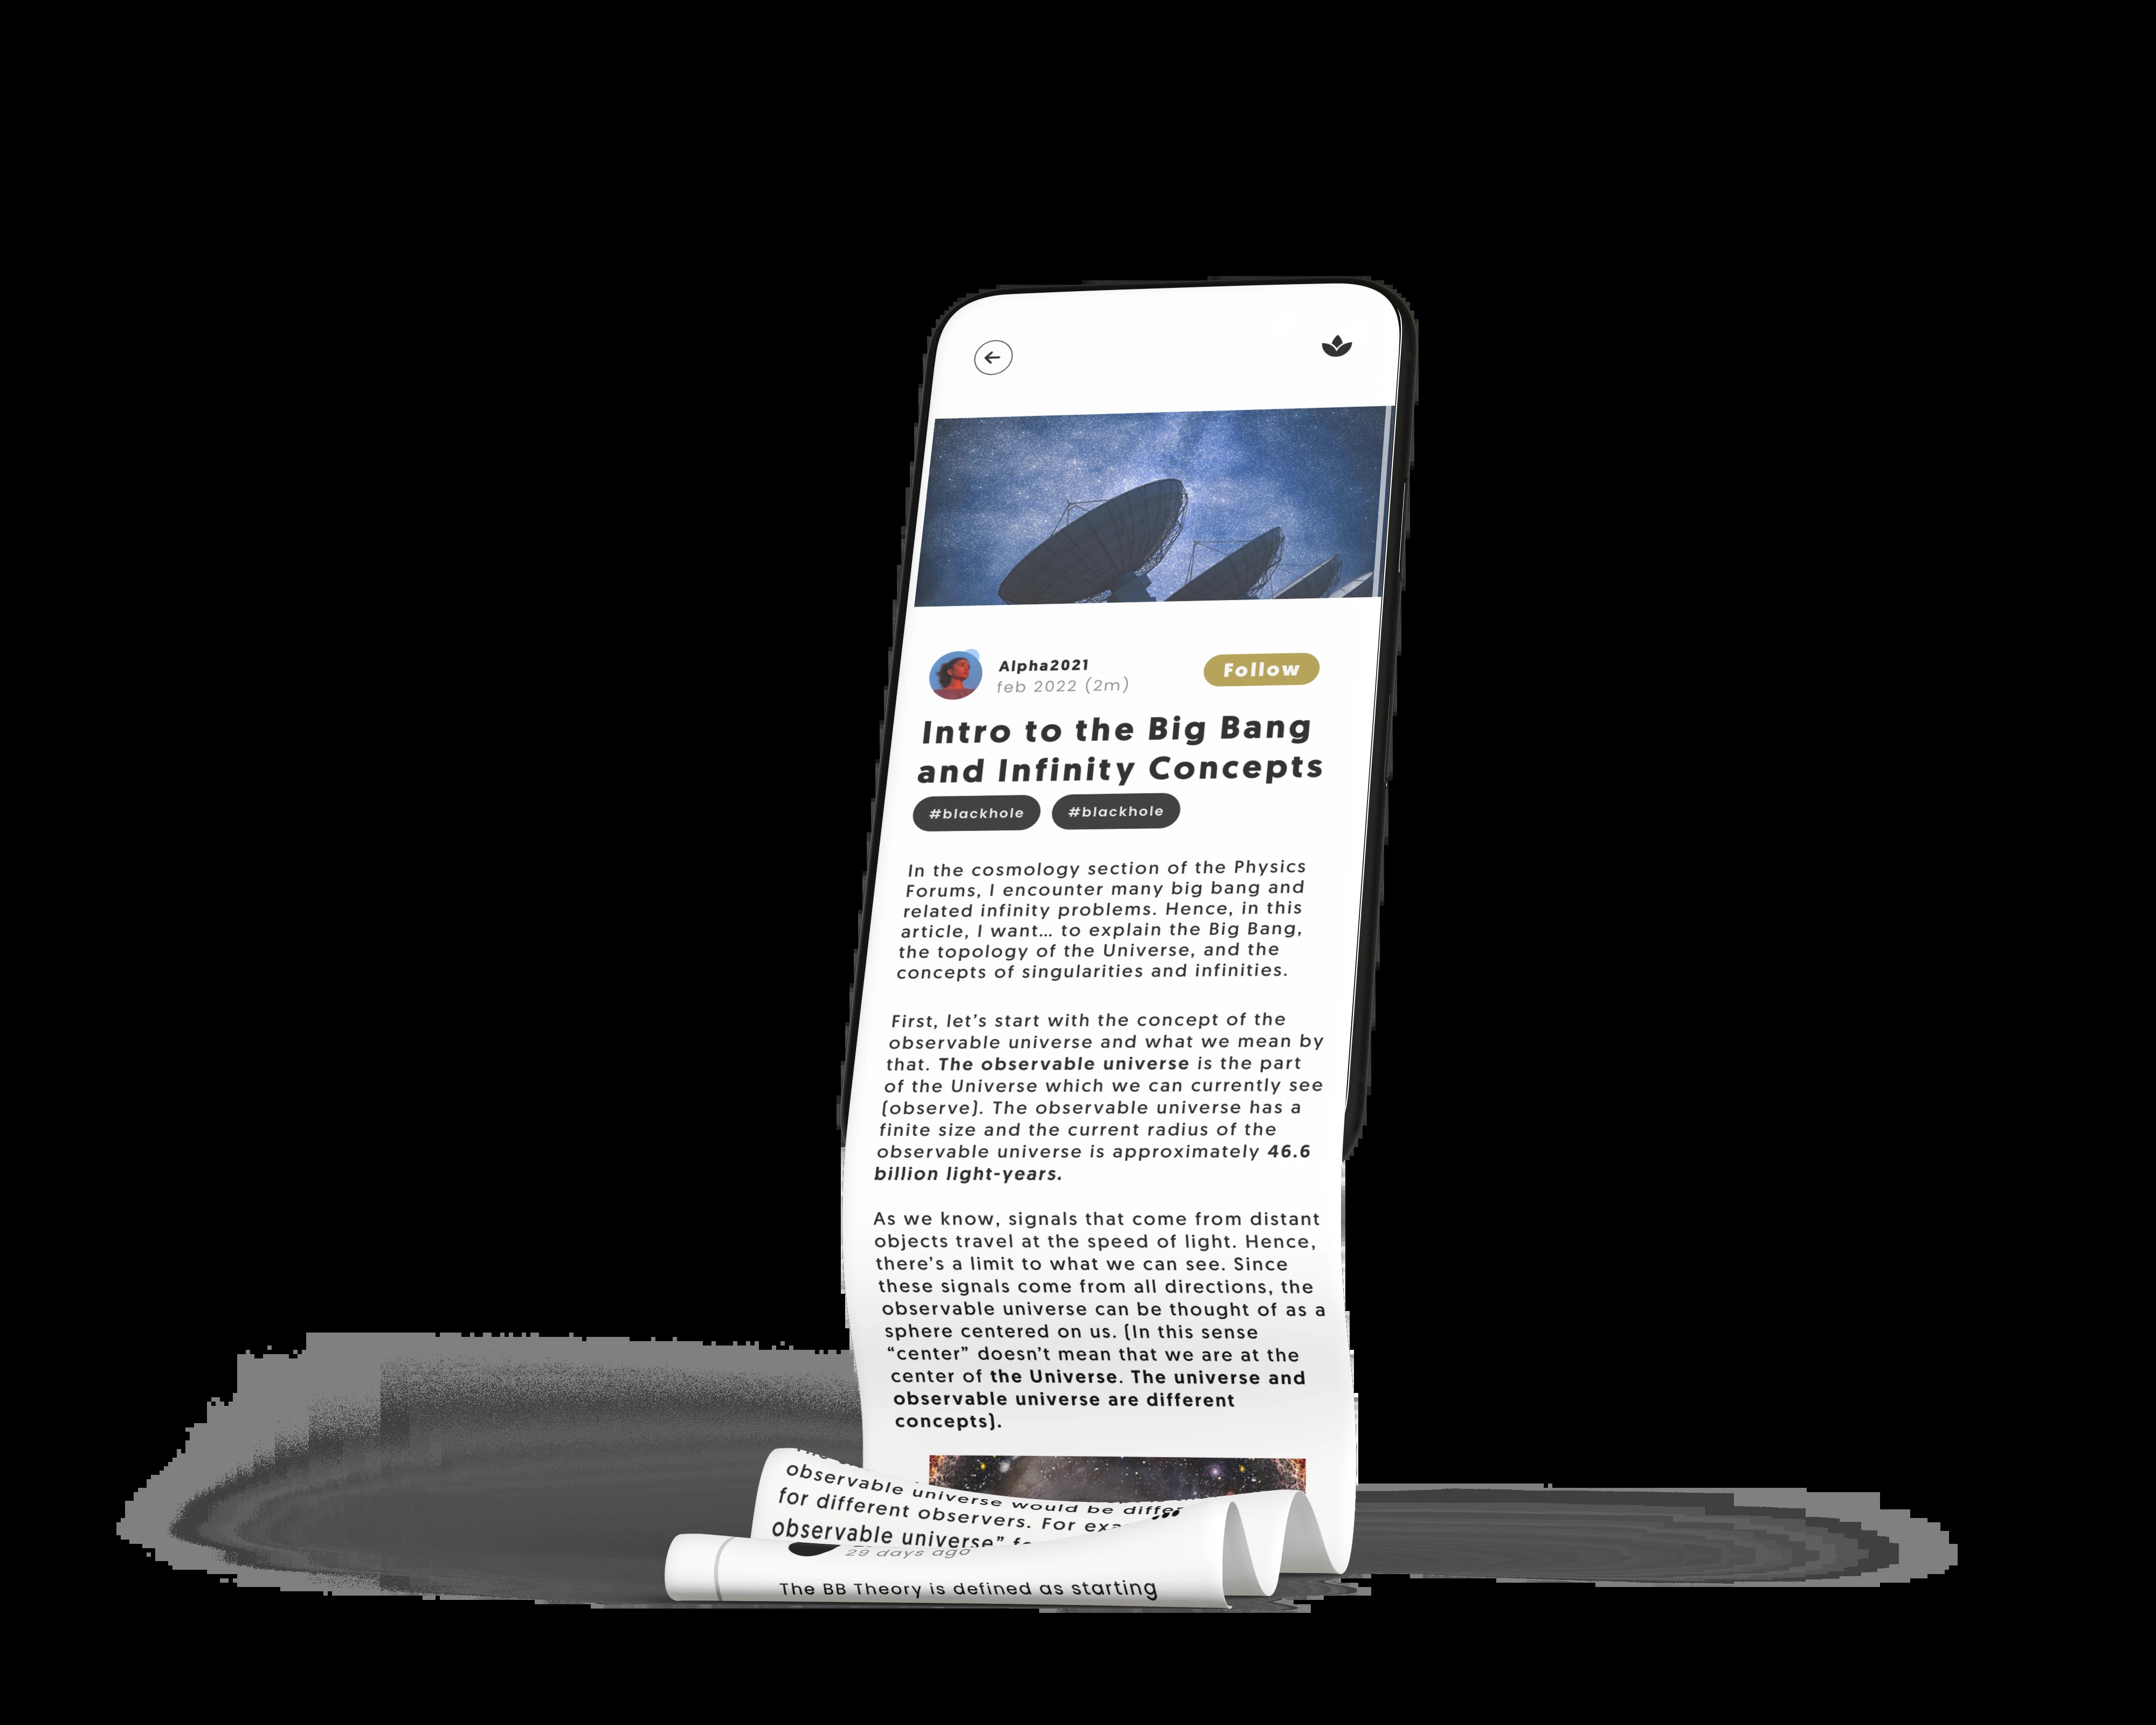 Alpha2021
feb 2022 (2m)
Follow
Intro to the Big Bang
and Infinity Concepts
#blackhole #blackhole
In the cosmology section of the Physics
Forums, I encounter many big bang and
related infinity problems. Hence, in this
article, I want... to explain the Big Bang,
the topology of the Universe, and the
concepts of singularities and infinities.
First, let's start with the concept of the
observable universe and what we mean by
that. The observable universe is the part
of the Universe which we can currently see
(observe). The observable universe has a
finite size and the current radius of the
observable universe is approximately 46.6
billion light-years.
As we know, signals that come from distant
objects travel at the speed of light. Hence,
there's a limit to what we can see. Since
these signals come from all directions, the
observable universe can be thought of as a
sphere centered on us. (In this sense
“center” doesn't mean that we are at the
center of the Universe. The universe and
observable universe are different
concepts).
observable universe would be differ
for different observers. For exa
observable universe”
29 days ago
The BB Theory is defined as starting